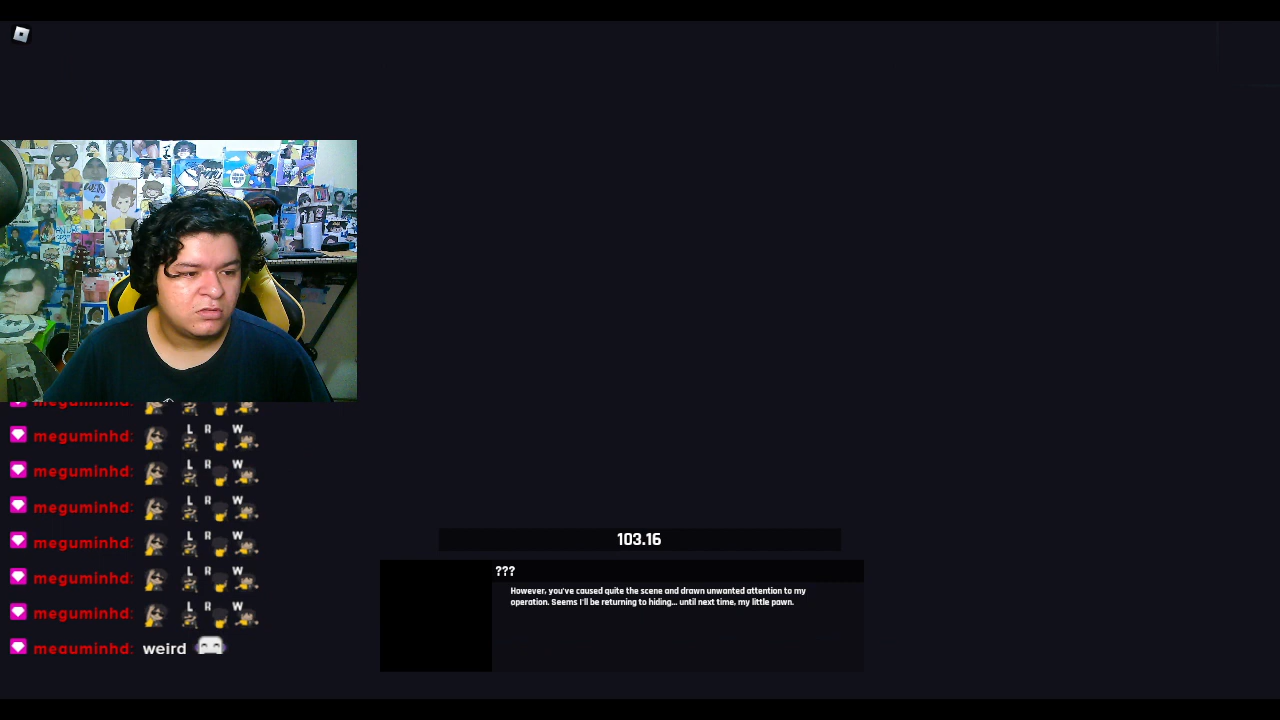 meguminhd:
meguminhd: L R W
meguminhd: L R W
meguminhd: L R W
meguminhd: L R W
meguminhd: L R W
meguminhd: L R W
meguminhd: weird
103.16
???
However, you've caused quite the scene and drawn unwanted attention to my
operation. Seems I'll be returning to hiding... until next time, my little pawn.